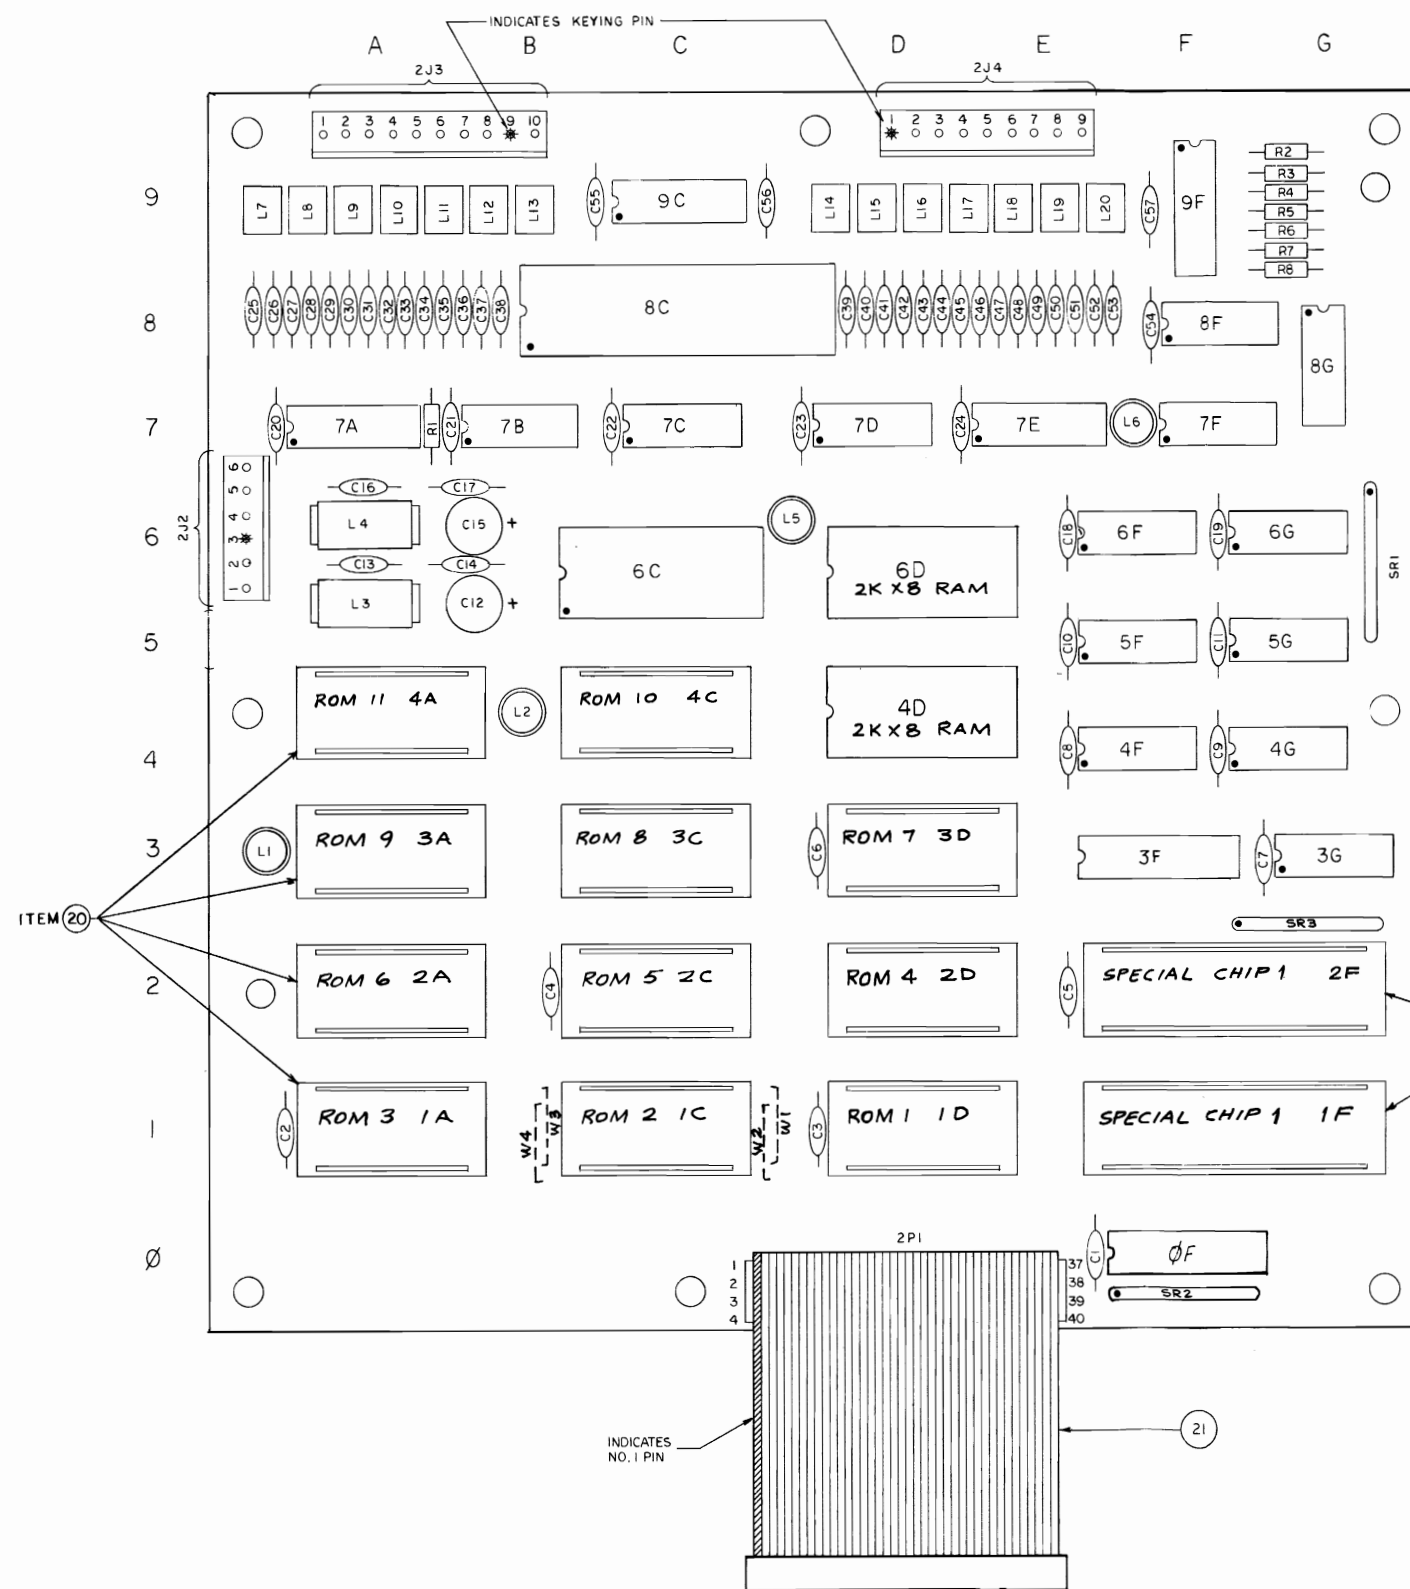 INDICATES KEYING PIN
A B C D E F G
2J3 2J4
1 2 3 4 5 6 7 8 9 10
1 2 3 4 5 6 7 8 9
R2
R3
R4
R5
R6
R7
R8
9
L7 L8 L9 L10 L11 L12 L13 C55 9C C56 L14 L15 L16 L17 L18 L19 L20 C57 9F
8
C25 C26 C27 C28 C29 C30 C31 C32 C33 C34 C35 C36 C37 C38 8C C39 C40 C41 C42 C43 C44 C45 C46 C47 C48 C49 C50 C51 C52 C53 C54 8F
8G
7
C20 7A R1 C21 7B C22 7C C23 7D C24 7E L6 7F
2J2
6 5 4 3 2 1
C16 C17
6
L4 C15 + L5 C18 6F C19 6G
SR1
C13 C14
6C
6D
2K X 8 RAM
L3 C12 +
5
C10 5F C11 5G
ROM 11 4A
L2
ROM 10 4C
4D
2K X 8 RAM
4
C8 4F C9 4G
3
L1
ROM 9 3A
ROM 8 3C
C6
ROM 7 3D
3F
C7 3G
ITEM 20
SR3
2
ROM 6 2A
C4
ROM 5 2C
ROM 4 2D
C5
SPECIAL CHIP 1 2F
1
C2
ROM 3 1A
W4 W3
ROM 2 1C
W2 W1
C3
ROM 1 1D
SPECIAL CHIP 1 1F
Ø
2P1
C1 ØF
SR2
1
2
3
4
37
38
39
40
INDICATES
NO. 1 PIN
21